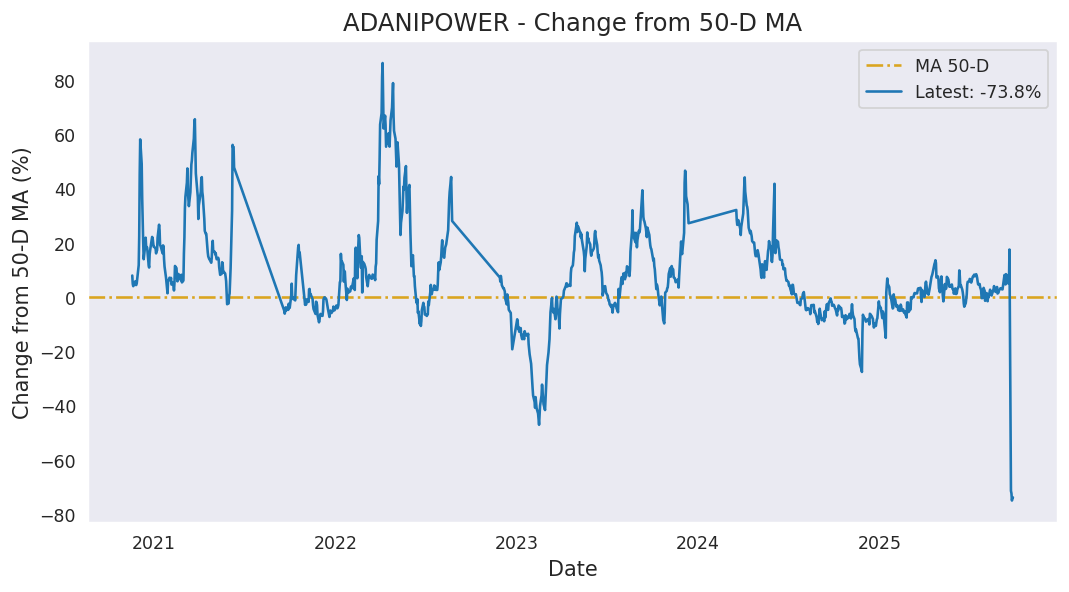 ADANIPOWER - Change from 50-D MA
MA 50-D
Latest: -73.8%
Change from 50-D MA (%)
80
60
40
20
0
−20
−40
−60
−80
2021
2022
2023
2024
2025
Date